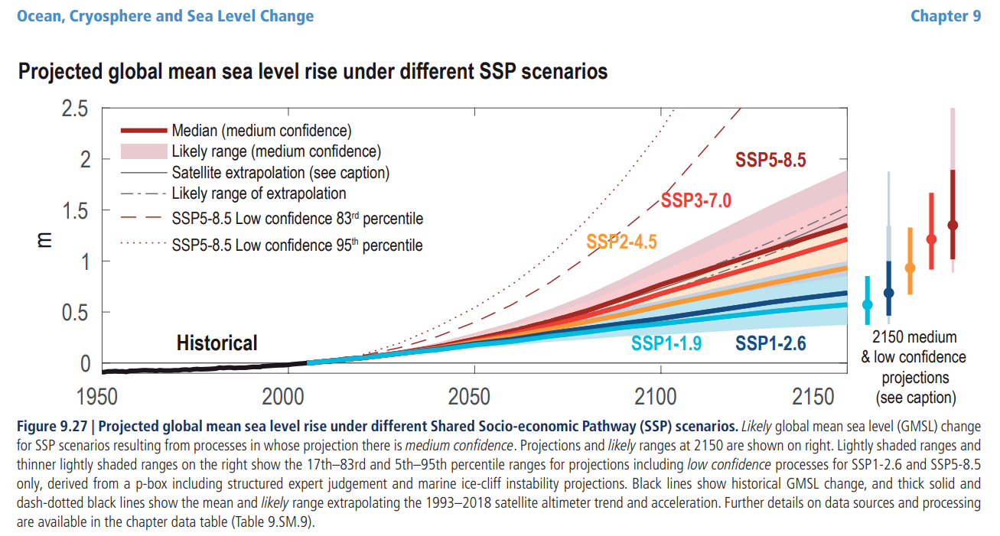 Ocean, Cryosphere and Sea Level Change
Chapter 9
Projected global mean sea level rise under different SSP scenarios
2.5
2
1.5
1
0.5
0
m
Median (medium confidence)
Likely range (medium confidence)
Satellite extrapolation (see caption)
Likely range of extrapolation
SSP5-8.5 Low confidence 83rd percentile
SSP5-8.5 Low confidence 95th percentile
SSP5-8.5
SSP3-7.0
SSP2-4.5
Historical
SSP1-1.9
SSP1-2.6
1950
2000
2050
2100
2150
2150 medium
& low confidence
projections
(see caption)
Figure 9.27 | Projected global mean sea level rise under different Shared Socio-economic Pathway (SSP) scenarios. Likely global mean sea level (GMSL) change
for SSP scenarios resulting from processes in whose projection there is medium confidence. Projections and likely ranges at 2150 are shown on right. Lightly shaded ranges and
thinner lightly shaded ranges on the right show the 17th–83rd and 5th–95th percentile ranges for projections including low confidence processes for SSP1-2.6 and SSP5-8.5
only, derived from a p-box including structured expert judgement and marine ice-cliff instability projections. Black lines show historical GMSL change, and thick solid and
dash-dotted black lines show the mean and likely range extrapolating the 1993–2018 satellite altimeter trend and acceleration. Further details on data sources and processing
are available in the chapter data table (Table 9.SM.9).